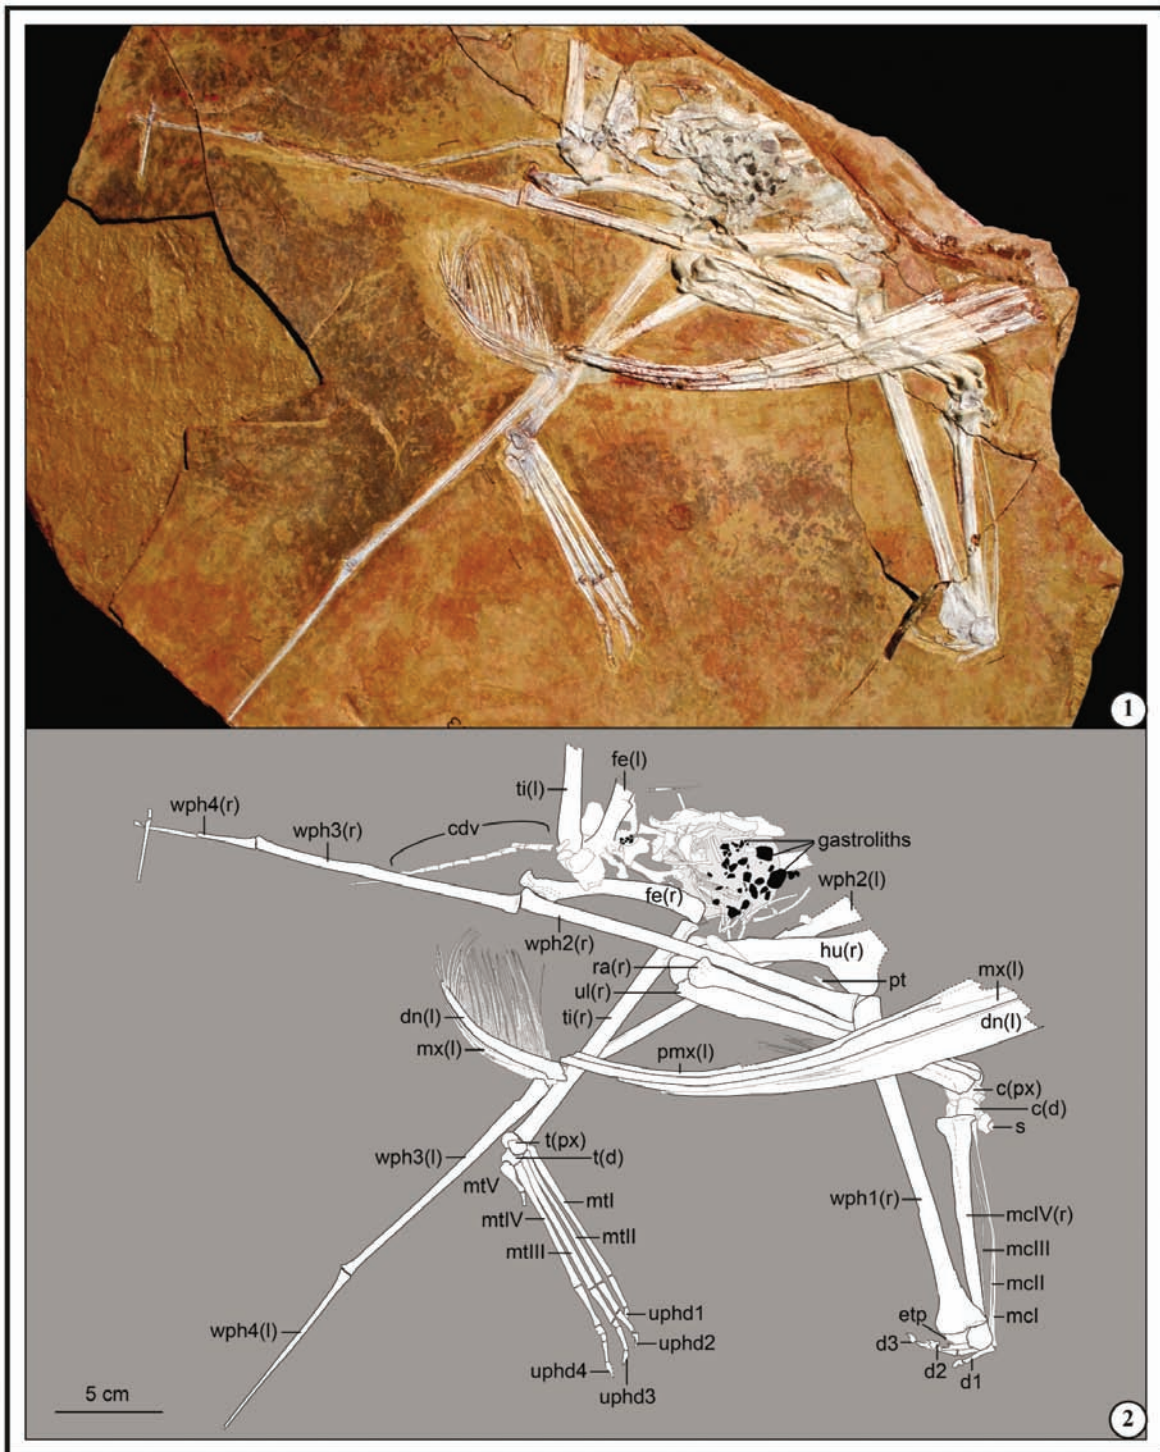 1
fe(l)
ti(l)
wph4(r)
wph3(r)
cdv
gastroliths
wph2(l)
fe(r)
wph2(r)
hu(r)
ra(r)
pt
mx(l)
ul(r)
dn(l)
ti(r)
dn(l)
mx(l)
pmx(l)
c(px)
c(d)
s
t(px)
wph3(l)
t(d)
mtV
mtI
wph1(r)
mcIV(r)
mtIV
mtII
mtIII
mcIII
mcII
uphd1
etp
mcI
wph4(l)
d3
uphd2
d2
uphd4
d1
uphd3
5 cm
2